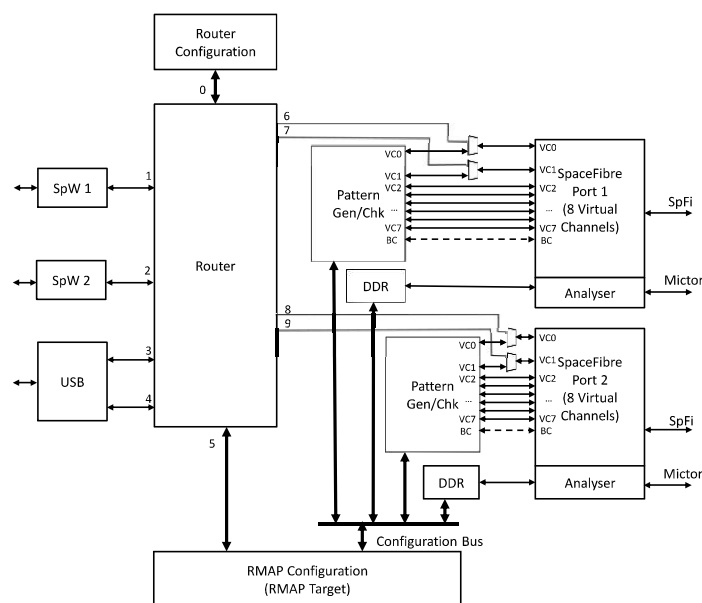 Router
Configuration
0
6
7
VC0
VC1
VC2
...
VC7
BC
Pattern
Gen/Chk
VC0
VC1
VC2
...
VC7
BC
SpaceFibre
Port 1
(8 Virtual
Channels)
SpFi
Analyser
Mictor
SpW 1
1
Router
SpW 2
2
DDR
8
9
USB
3
4
5
VC0
VC1
VC2
...
VC7
BC
Pattern
Gen/Chk
VC0
VC1
VC2
...
VC7
BC
SpaceFibre
Port 2
(8 Virtual
Channels)
SpFi
DDR
Analyser
Mictor
Configuration Bus
RMAP Configuration
(RMAP Target)